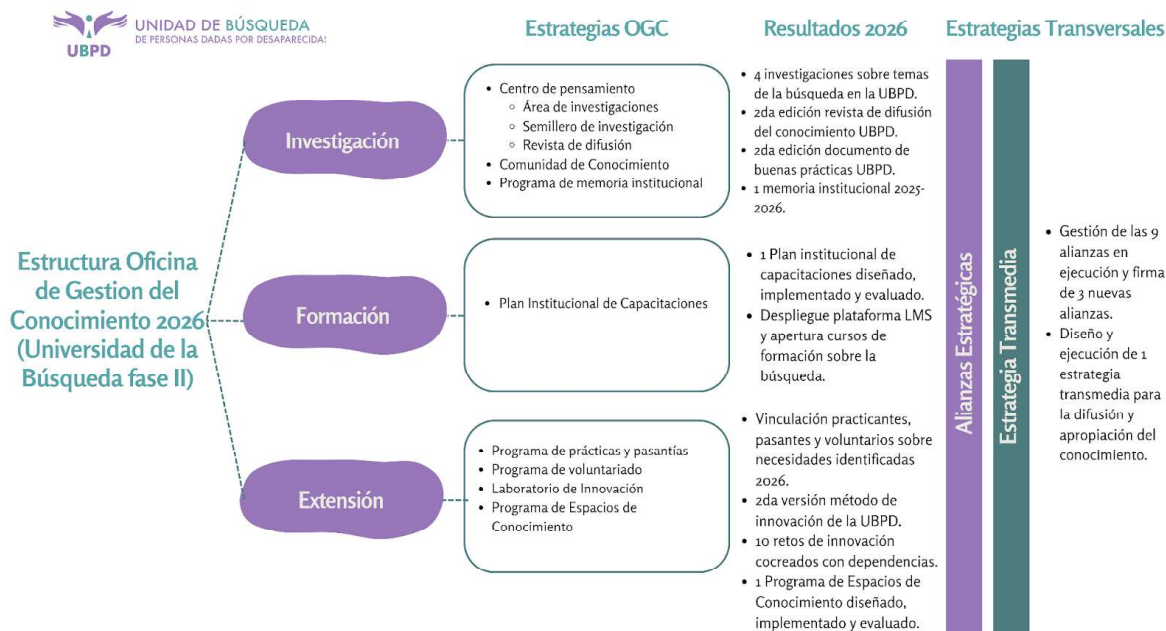 UNIDAD DE BÚSQUEDA
DE PERSONAS DADAS POR DESAPARECIDAS
UBPD
Estrategias OGC
Resultados 2026
Estrategias Transversales
Estructura Oficina
de Gestion del
Conocimiento 2026
(Universidad de la
Búsqueda fase II)
Investigación
• Centro de pensamiento
◦ Área de investigaciones
◦ Semillero de investigación
◦ Revista de difusión
• Comunidad de Conocimiento
• Programa de memoria institucional
• 4 investigaciones sobre temas
de la búsqueda en la UBPD.
• 2da edición revista de difusión
del conocimiento UBPD.
• 2da edición documento de
buenas prácticas UBPD.
• 1 memoria institucional 2025-
2026.
Formación
• Plan Institucional de Capacitaciones
• 1 Plan institucional de
capacitaciones diseñado,
implementado y evaluado.
• Despliegue plataforma LMS
y apertura cursos de
formación sobre la
búsqueda.
Extensión
• Programa de prácticas y pasantías
• Programa de voluntariado
• Laboratorio de Innovación
• Programa de Espacios de
Conocimiento
• Vinculación practicantes,
pasantes y voluntarios sobre
necesidades identificadas
2026.
• 2da versión método de
innovación de la UBPD.
• 10 retos de innovación
cocreados con dependencias.
• 1 Programa de Espacios de
Conocimiento diseñado,
implementado y evaluado.
Alianzas Estratégicas
Estrategia Transmedia
• Gestión de las 9
alianzas en
ejecución y firma
de 3 nuevas
alianzas.
• Diseño y
ejecución de 1
estrategia
transmedia para
la difusión y
apropiación del
conocimiento.